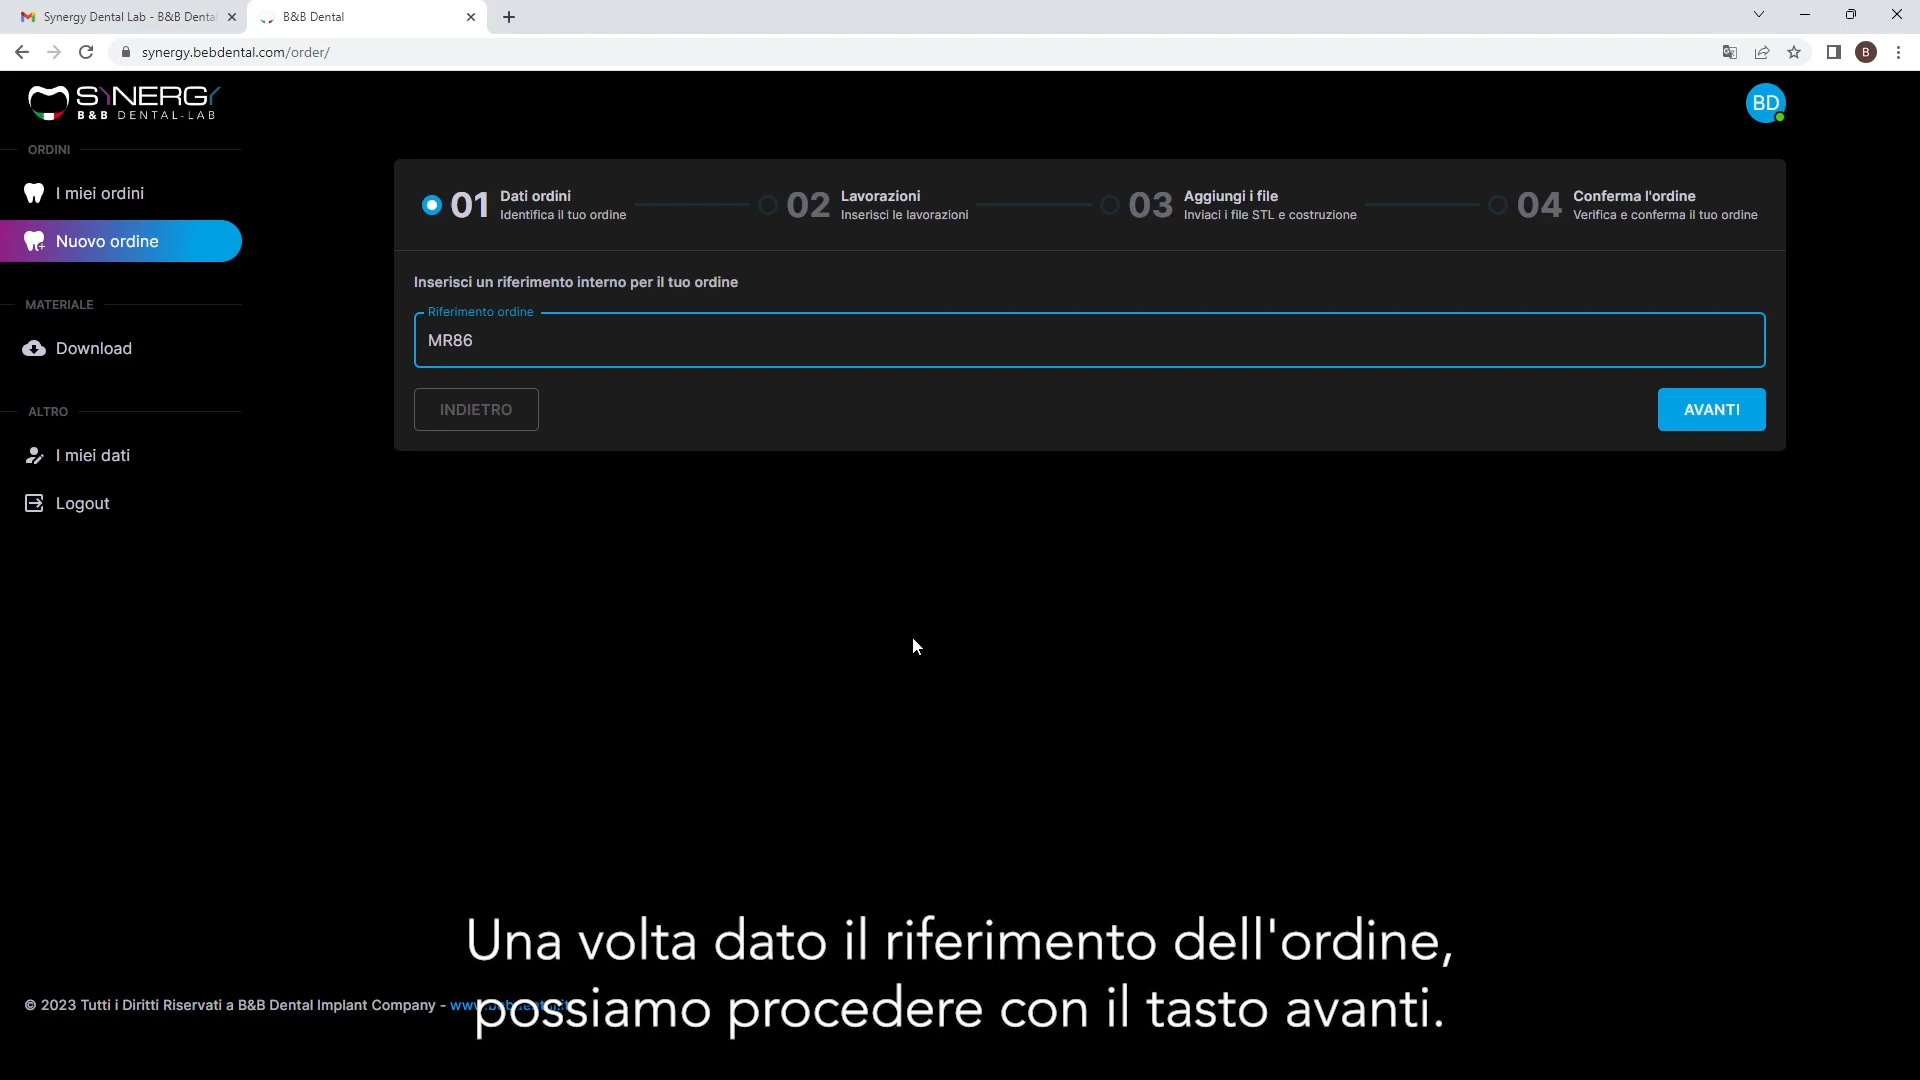 Synergy Dental Lab - B&B Denta
B&B Dental
synergy.bebdental.com/order/
B
SYNERGY
B&B DENTAL-LAB
BD
ORDINI
I miei ordini
Nuovo ordine
MATERIALE
Download
ALTRO
I miei dati
Logout
01 Dati ordini
Identifica il tuo ordine
02 Lavorazioni
Inserisci le lavorazioni
03 Aggiungi i file
Inviaci i file STL e costruzione
04 Conferma l'ordine
Verifica e conferma il tuo ordine
Inserisci un riferimento interno per il tuo ordine
Riferimento ordine
MR86
INDIETRO
AVANTI
Una volta dato il riferimento dell'ordine,
possiamo procedere con il tasto avanti.
© 2023 Tutti i Diritti Riservati a B&B Dental Implant Company -